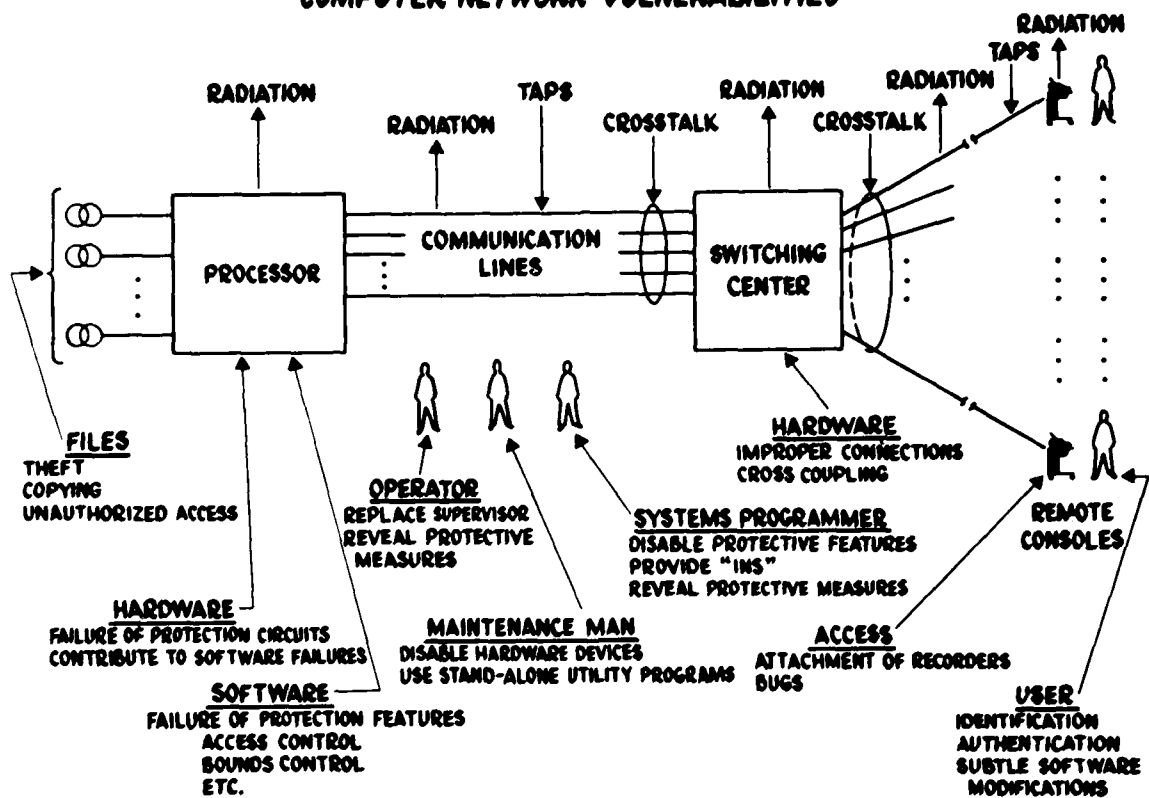 COMPUTER NETWORK VULNERABILITIES
RADIATION
TAPS
RADIATION
RADIATION
TAPS
RADIATION
RADIATION
CROSSTALK
CROSSTALK
PROCESSOR
COMMUNICATION
LINES
SWITCHING
CENTER
FILES
THEFT
COPYING
UNAUTHORIZED ACCESS
OPERATOR
REPLACE SUPERVISOR
REVEAL PROTECTIVE
MEASURES
HARDWARE
IMPROPER CONNECTIONS
CROSS COUPLING
SYSTEMS PROGRAMMER
DISABLE PROTECTIVE FEATURES
PROVIDE "INS"
REVEAL PROTECTIVE MEASURES
REMOTE
CONSOLES
HARDWARE
FAILURE OF PROTECTION CIRCUITS
CONTRIBUTE TO SOFTWARE FAILURES
MAINTENANCE MAN
DISABLE HARDWARE DEVICES
USE STAND-ALONE UTILITY PROGRAMS
ACCESS
ATTACHMENT OF RECORDERS
BUGS
SOFTWARE
FAILURE OF PROTECTION FEATURES
ACCESS CONTROL
BOUNDS CONTROL
ETC.
USER
IDENTIFICATION
AUTHENTICATION
SUBTLE SOFTWARE
MODIFICATIONS